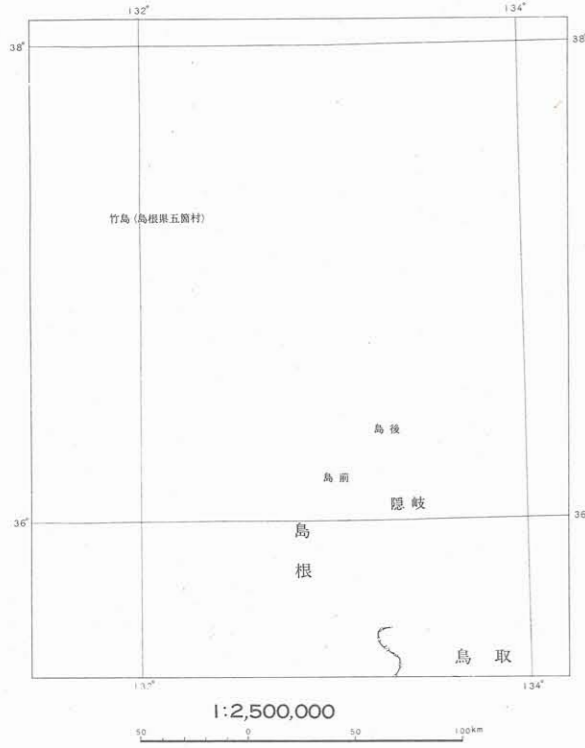 132° 134°
38° 38°
竹島 (島根県五箇村)
島後
島前
隠岐
36° 36°
島根
鳥取
132° 134°
1:2,500,000
50 0 50 100km